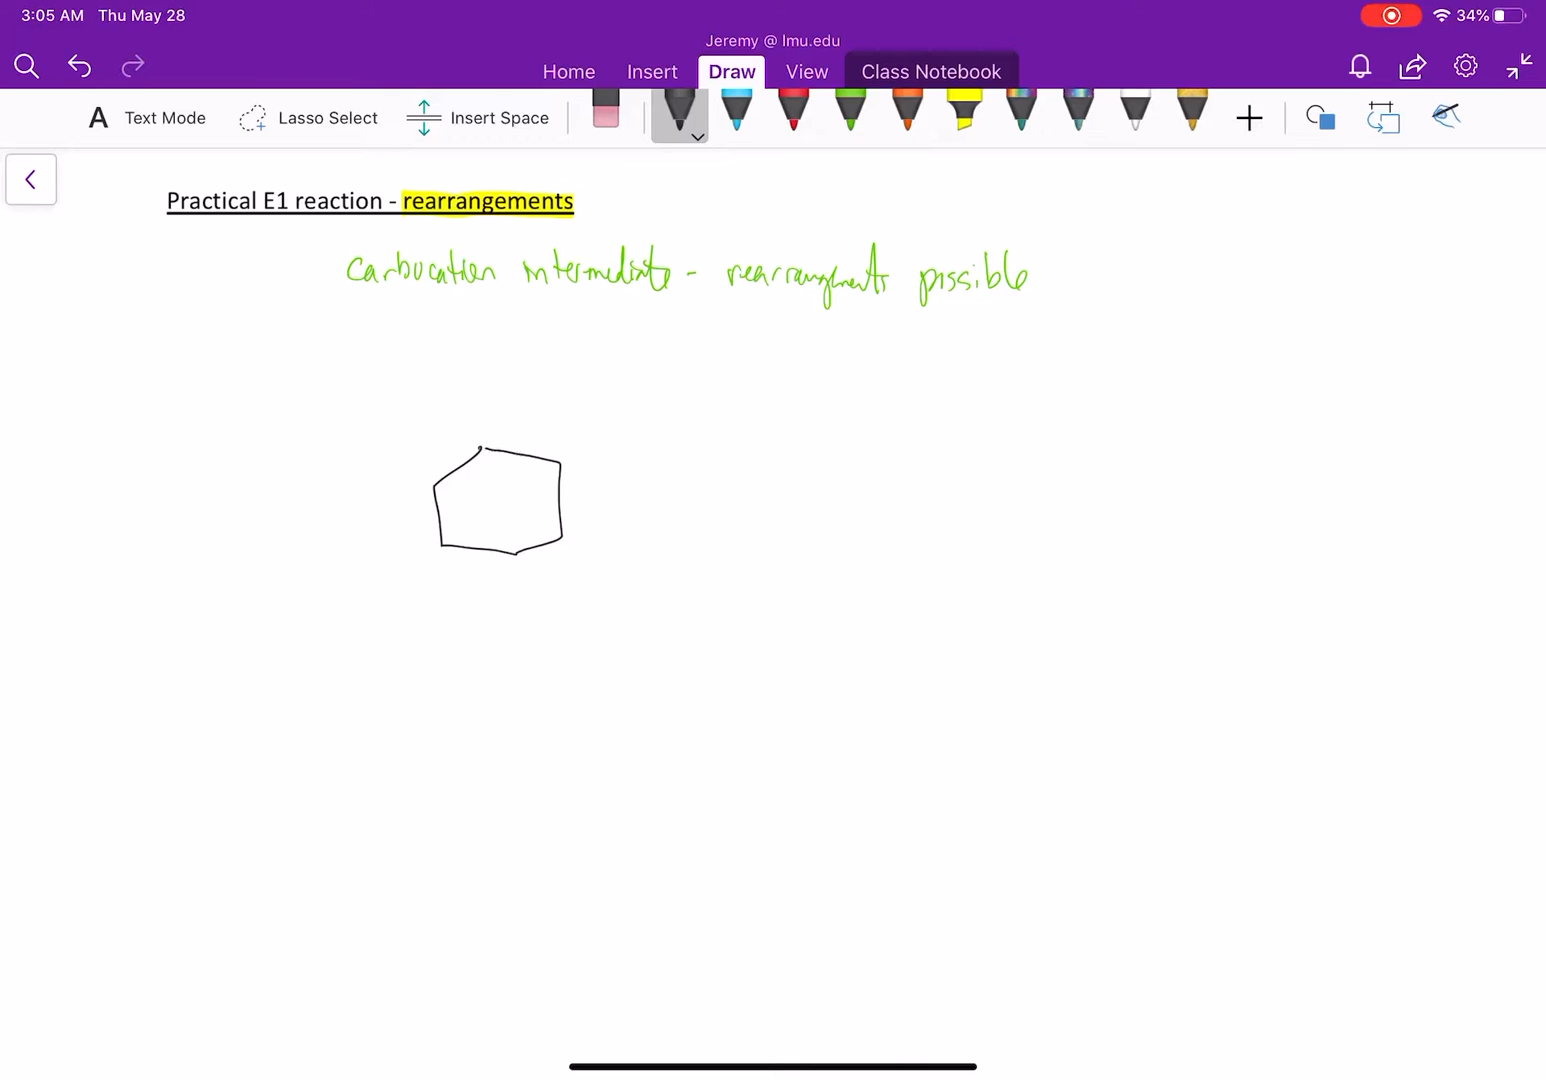 3:05 AM Thu May 28
34%
Jeremy @ lmu.edu
Home Insert Draw View Class Notebook
A Text Mode Lasso Select Insert Space
Practical E1 reaction - rearrangements
carbocation intermediate - rearrangments possible